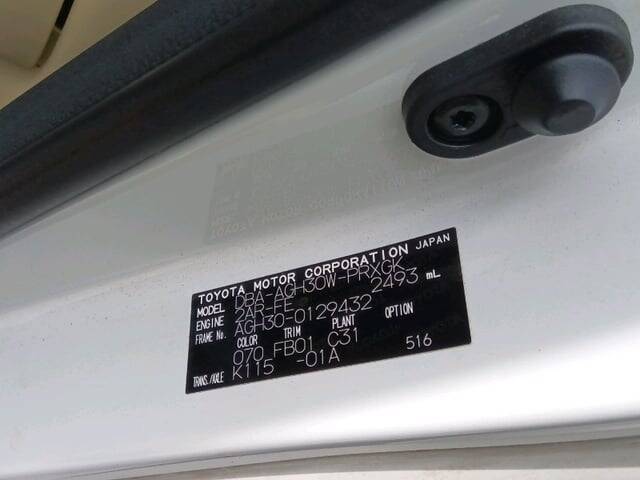 TOYOTA MOTOR CORPORATION JAPAN
MODEL DBA-AGH30W-PRXGK
ENGINE 2AR-FE 2493 mL
FRAME No. AGH30-0129432
COLOR TRIM PLANT OPTION
070 FB01 C31
TRANS./AXLE K115 -01A 516